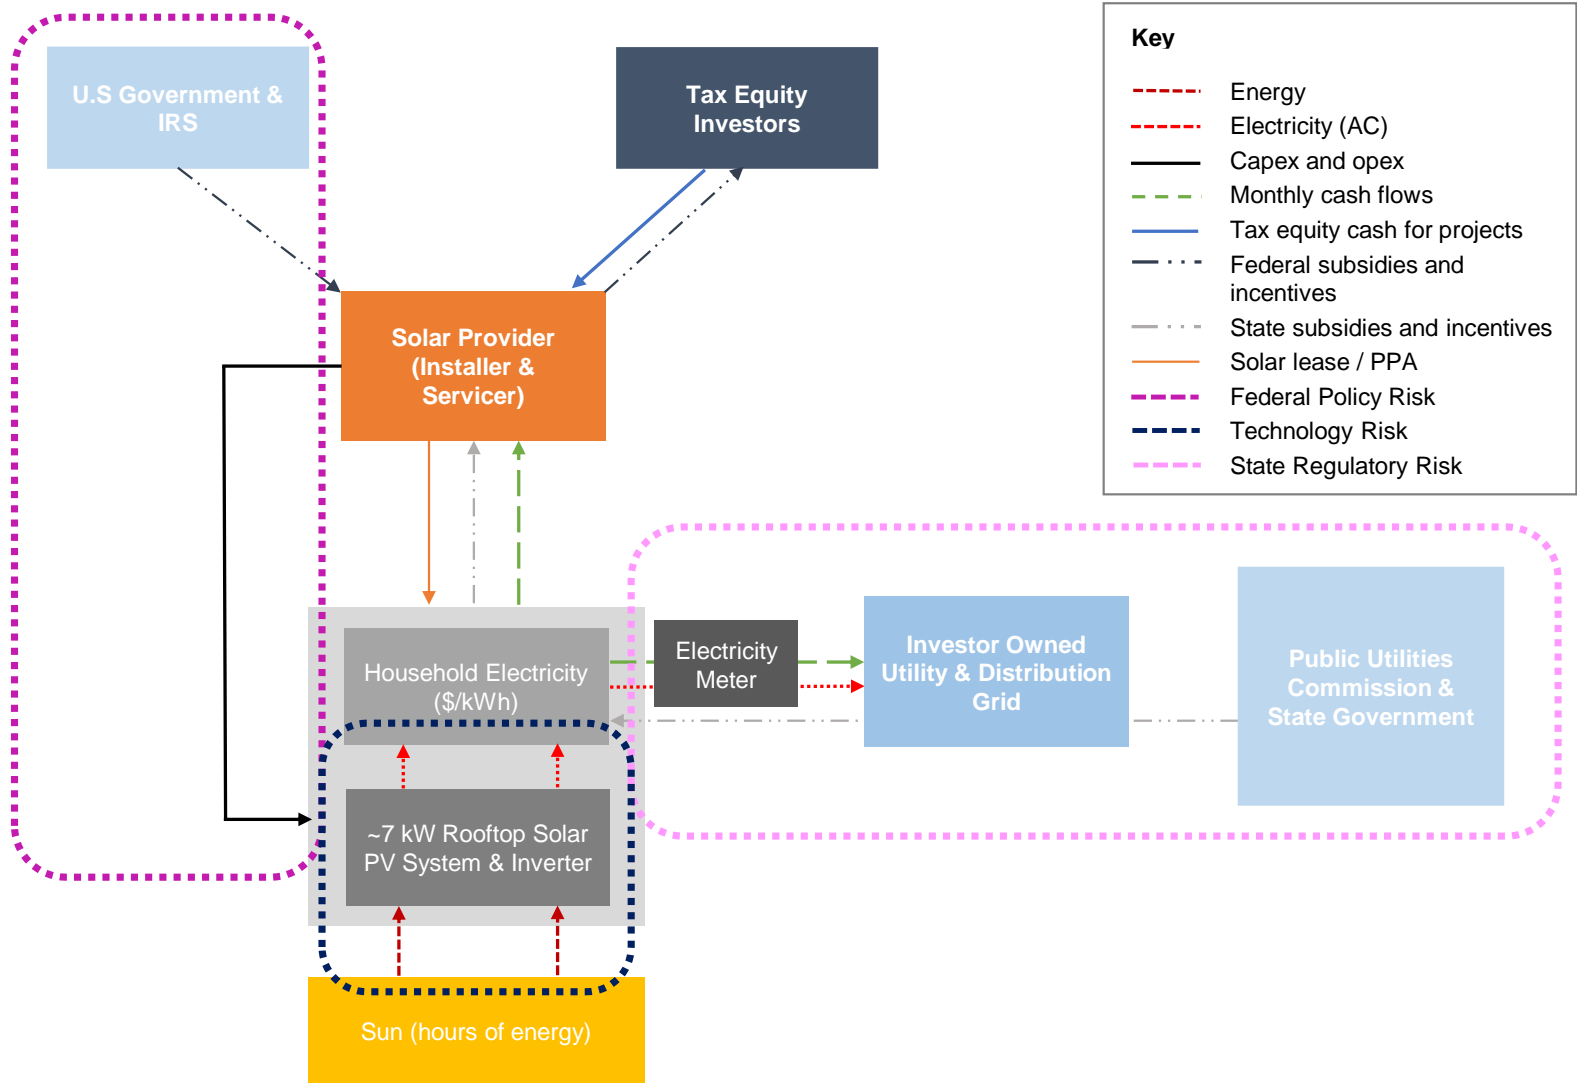 U.S Government &
IRS
Tax Equity
Investors
Key
Energy
Electricity (AC)
Capex and opex
Monthly cash flows
Tax equity cash for projects
Federal subsidies and
incentives
State subsidies and incentives
Solar lease / PPA
Federal Policy Risk
Technology Risk
State Regulatory Risk
Solar Provider
(Installer &
Servicer)
Household Electricity
($/kWh)
Electricity
Meter
Investor Owned
Utility & Distribution
Grid
Public Utilities
Commission &
State Government
~7 kW Rooftop Solar
PV System & Inverter
Sun (hours of energy)